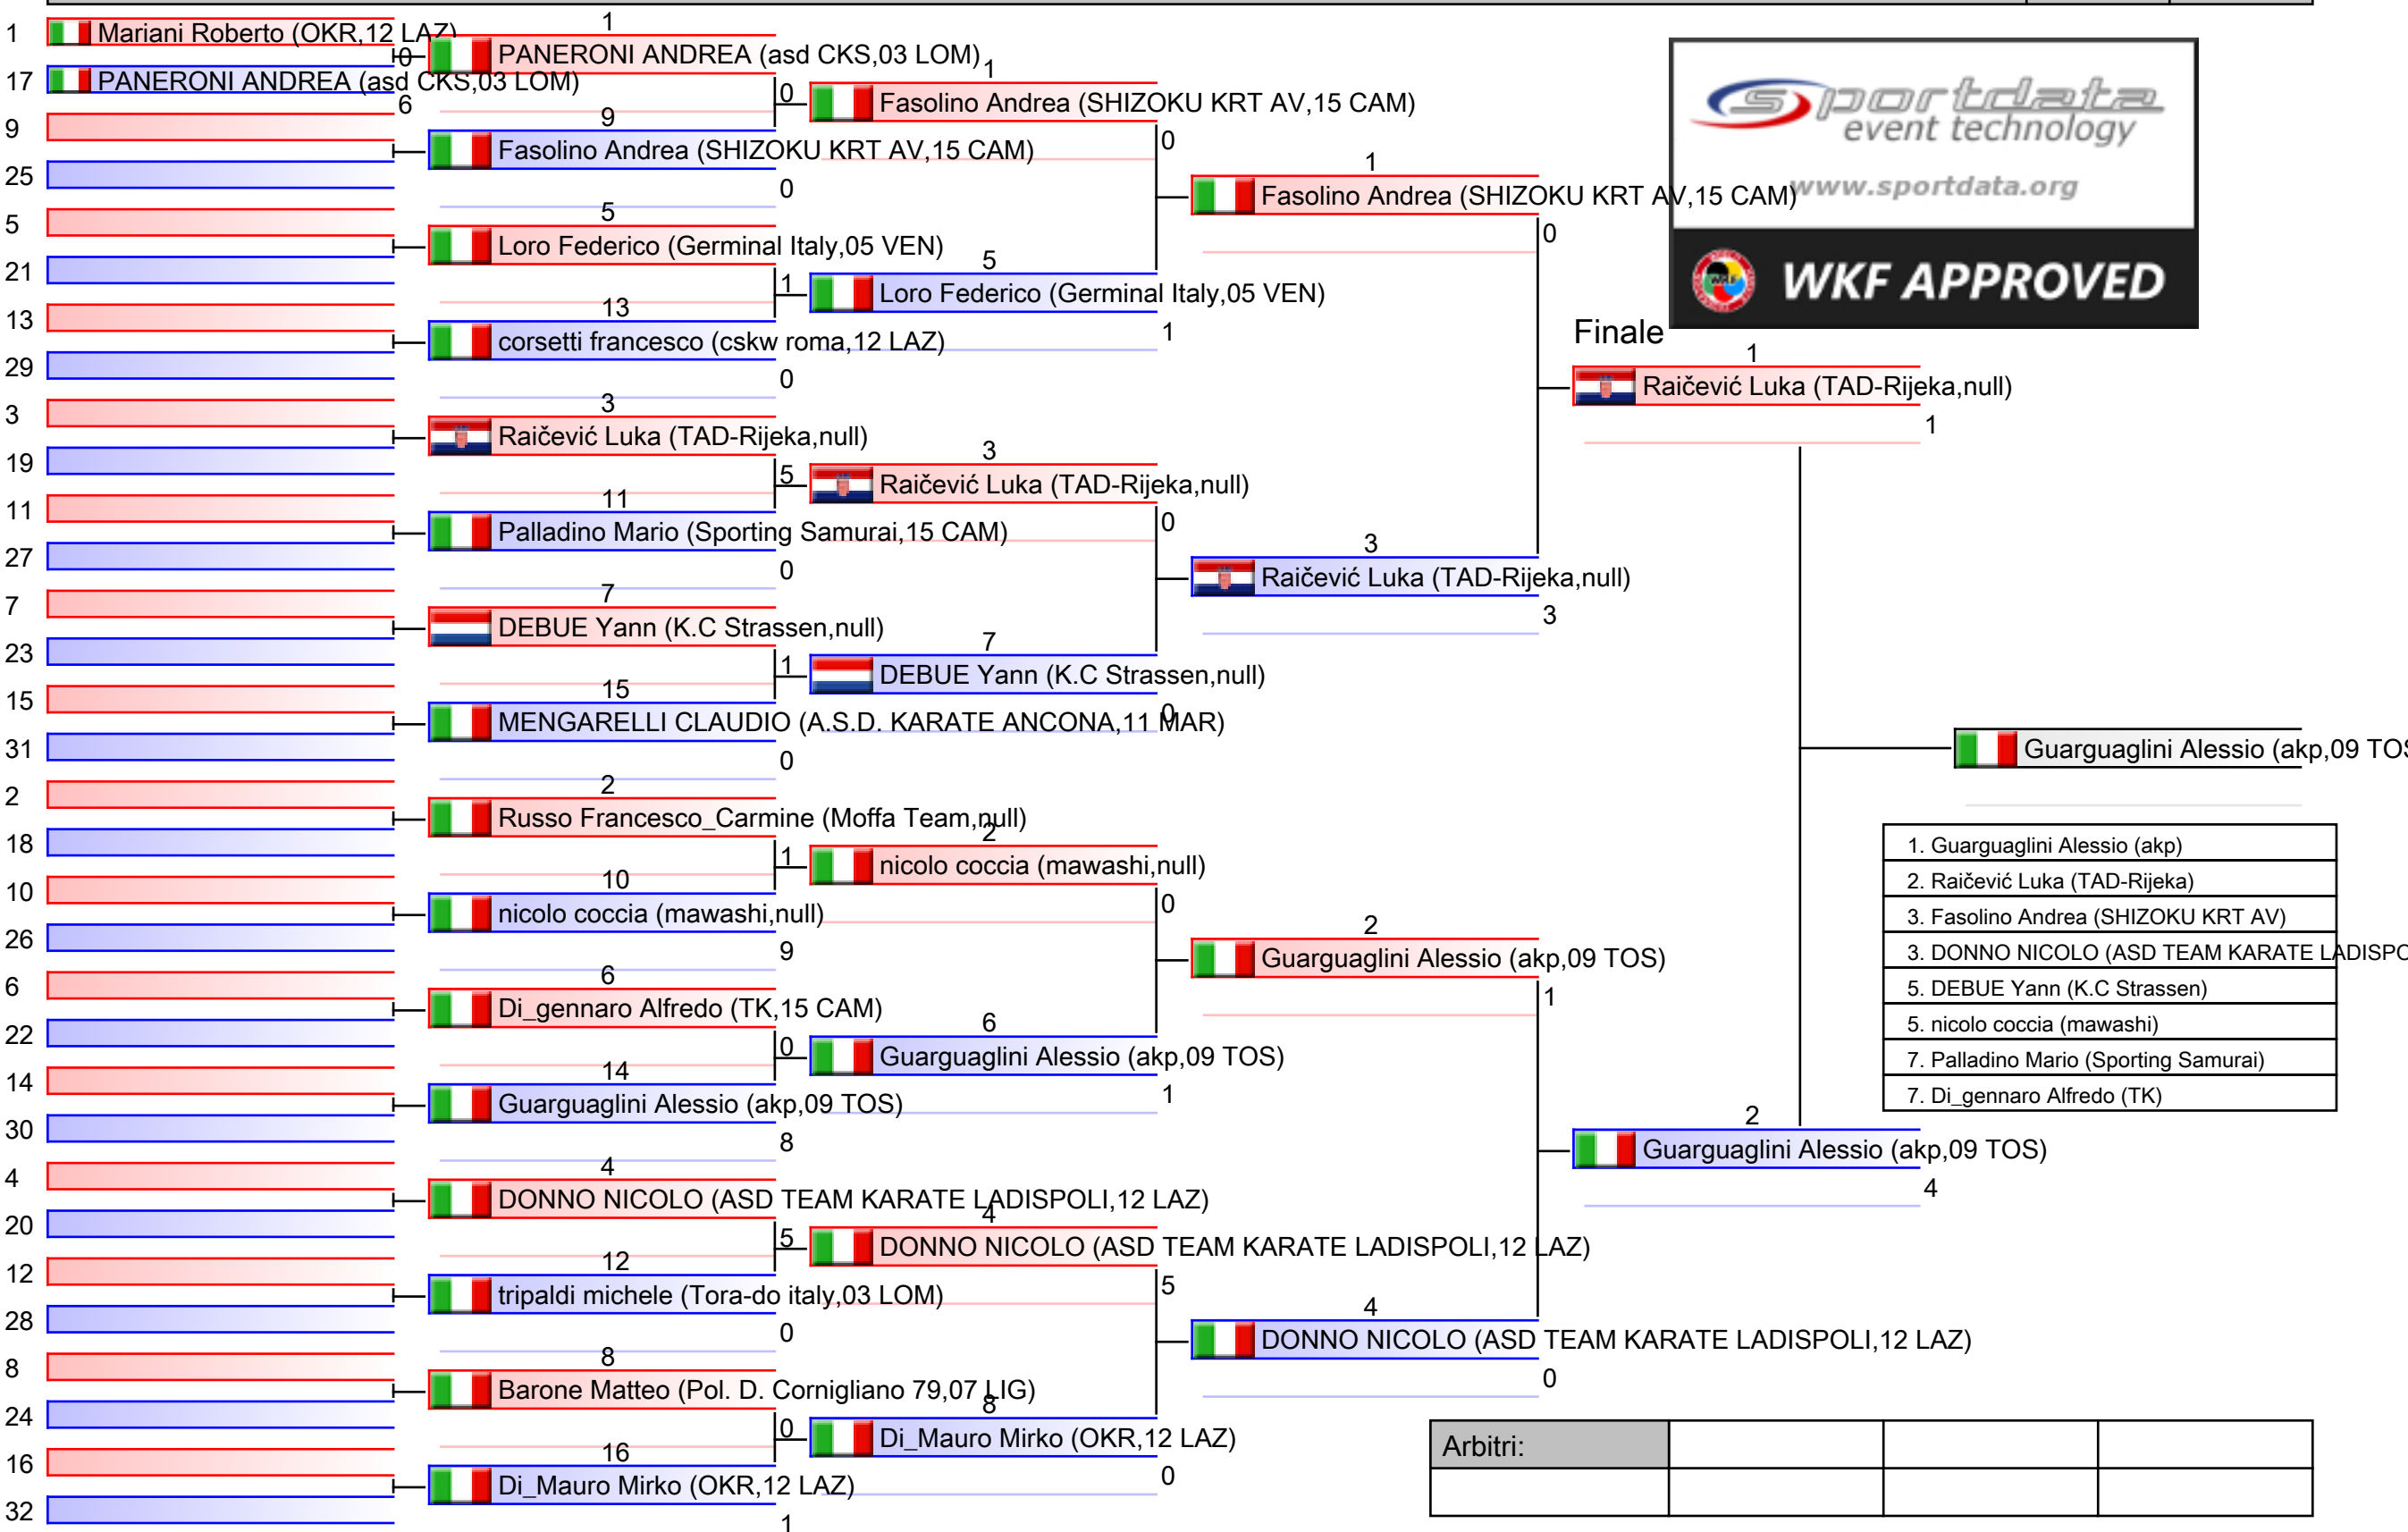 1 Mariani Roberto (OKR,12 LAZ)
0
17 PANERONI ANDREA (asd CKS,03 LOM)
6
9
25
5
21
13
29
3
19
11
27
7
23
15
31
2
18
10
26
6
22
14
30
4
20
12
28
8
24
16
32
1
PANERONI ANDREA (asd CKS,03 LOM)
0
9
Fasolino Andrea (SHIZOKU KRT AV,15 CAM)
0
5
Loro Federico (Germinal Italy,05 VEN)
1
13
corsetti francesco (cskw roma,12 LAZ)
0
3
Raičević Luka (TAD-Rijeka,null)
5
11
Palladino Mario (Sporting Samurai,15 CAM)
0
7
DEBUE Yann (K.C Strassen,null)
1
15
MENGARELLI CLAUDIO (A.S.D. KARATE ANCONA,11 MAR)
0
2
Russo Francesco_Carmine (Moffa Team,null)
1
10
nicolo coccia (mawashi,null)
9
6
Di_gennaro Alfredo (TK,15 CAM)
0
14
Guarguaglini Alessio (akp,09 TOS)
8
4
DONNO NICOLO (ASD TEAM KARATE LADISPOLI,12 LAZ)
5
12
tripaldi michele (Tora-do italy,03 LOM)
0
8
Barone Matteo (Pol. D. Cornigliano 79,07 LIG)
0
16
Di_Mauro Mirko (OKR,12 LAZ)
1
1
Fasolino Andrea (SHIZOKU KRT AV,15 CAM)
0
5
Loro Federico (Germinal Italy,05 VEN)
1
3
Raičević Luka (TAD-Rijeka,null)
0
7
DEBUE Yann (K.C Strassen,null)
0
2
nicolo coccia (mawashi,null)
0
6
Guarguaglini Alessio (akp,09 TOS)
1
4
DONNO NICOLO (ASD TEAM KARATE LADISPOLI,12 LAZ)
5
8
Di_Mauro Mirko (OKR,12 LAZ)
0
1
Fasolino Andrea (SHIZOKU KRT AV,15 CAM)
0
3
Raičević Luka (TAD-Rijeka,null)
3
2
Guarguaglini Alessio (akp,09 TOS)
1
4
DONNO NICOLO (ASD TEAM KARATE LADISPOLI,12 LAZ)
0
sportdata
event technology
www.sportdata.org
WKF
WKF APPROVED
Finale
1
Raičević Luka (TAD-Rijeka,null)
1
2
Guarguaglini Alessio (akp,09 TOS)
4
Guarguaglini Alessio (akp,09 TOS
1. Guarguaglini Alessio (akp)
2. Raičević Luka (TAD-Rijeka)
3. Fasolino Andrea (SHIZOKU KRT AV)
3. DONNO NICOLO (ASD TEAM KARATE LADISPO
5. DEBUE Yann (K.C Strassen)
5. nicolo coccia (mawashi)
7. Palladino Mario (Sporting Samurai)
7. Di_gennaro Alfredo (TK)
Arbitri: